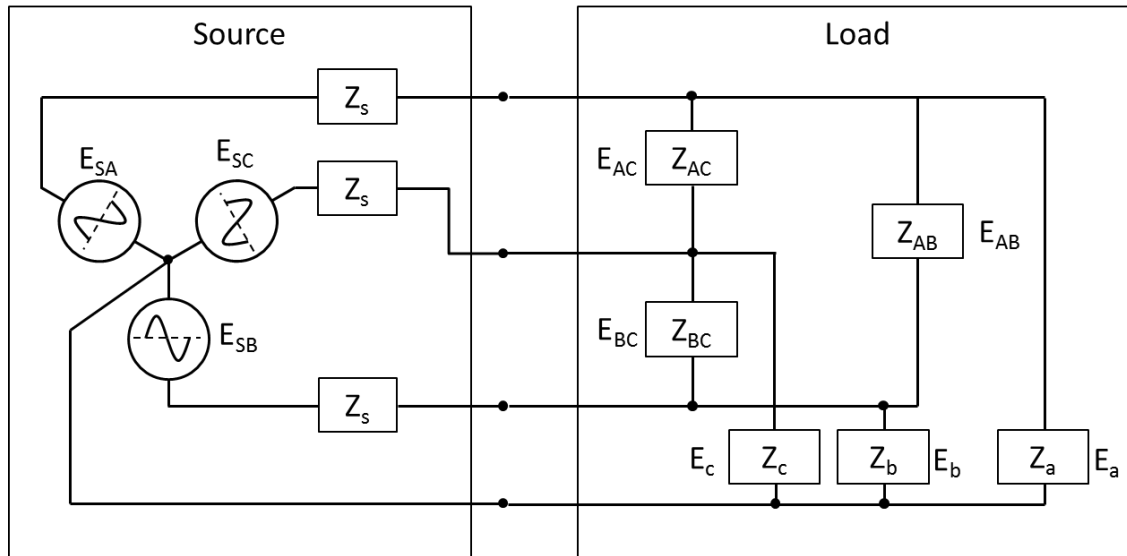 Source
Load
Z_s
E_SA
E_SC
Z_s
E_AC
Z_AC
Z_AB
E_AB
E_SB
E_BC
Z_BC
Z_s
E_c
Z_c
Z_b
E_b
Z_a
E_a